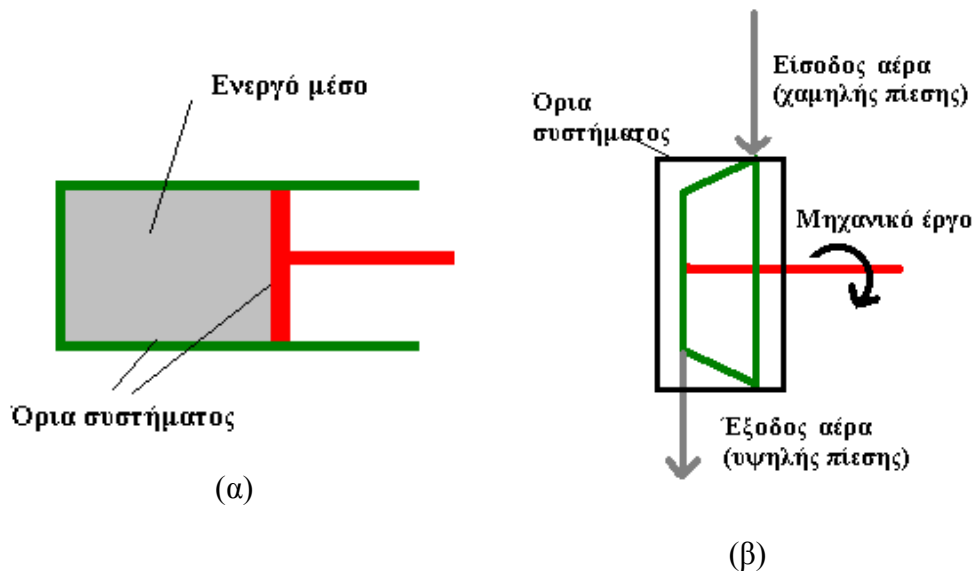 Ενεργό μέσο
Όρια συστήματος
(α)
Είσοδος αέρα
(χαμηλής πίεσης)
Όρια
συστήματος
Μηχανικό έργο
Έξοδος αέρα
(υψηλής πίεσης)
(β)